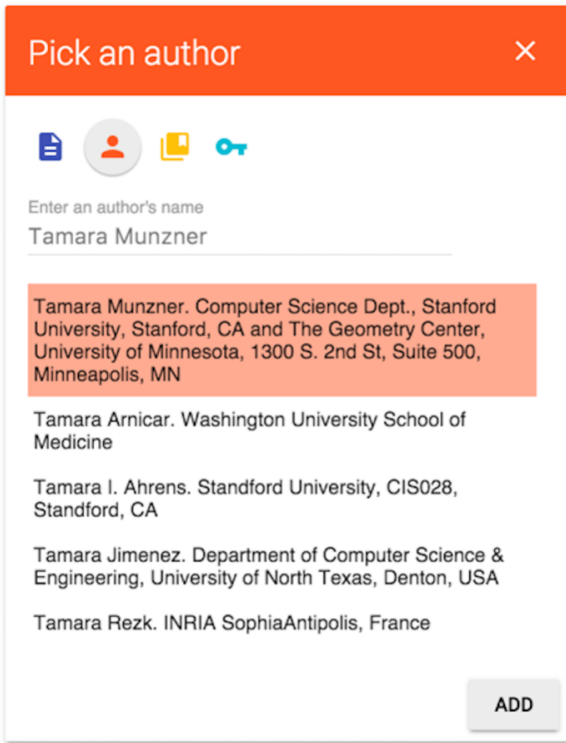 Pick an author
Enter an author's name
Tamara Munzner
Tamara Munzner. Computer Science Dept., Stanford
University, Stanford, CA and The Geometry Center,
University of Minnesota, 1300 S. 2nd St, Suite 500,
Minneapolis, MN
Tamara Arnicar. Washington University School of
Medicine
Tamara I. Ahrens. Standford University, CIS028,
Standford, CA
Tamara Jimenez. Department of Computer Science &
Engineering, University of North Texas, Denton, USA
Tamara Rezk. INRIA SophiaAntipolis, France
ADD